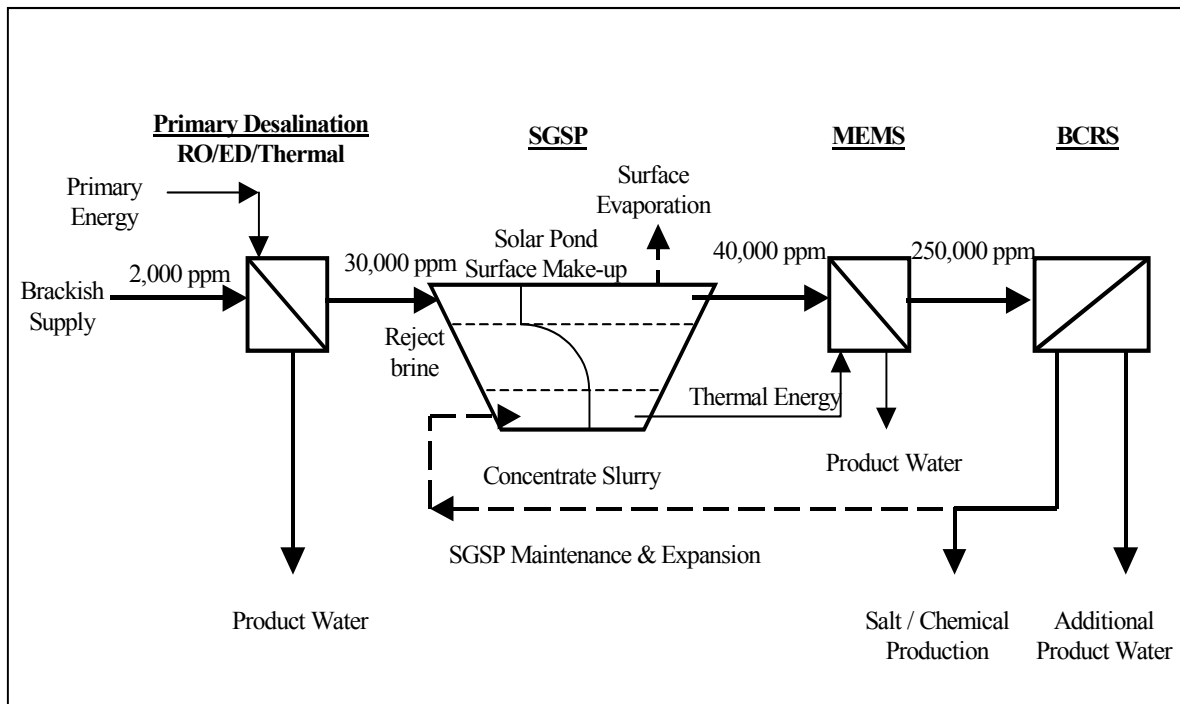 Primary Desalination
RO/ED/Thermal
SGSP
MEMS
BCRS
Primary
Energy
Surface
Evaporation
Solar Pond
Surface Make-up
2,000 ppm
30,000 ppm
40,000 ppm
250,000 ppm
Brackish
Supply
Reject
brine
Thermal Energy
Concentrate Slurry
Product Water
SGSP Maintenance & Expansion
Product Water
Salt / Chemical
Production
Additional
Product Water